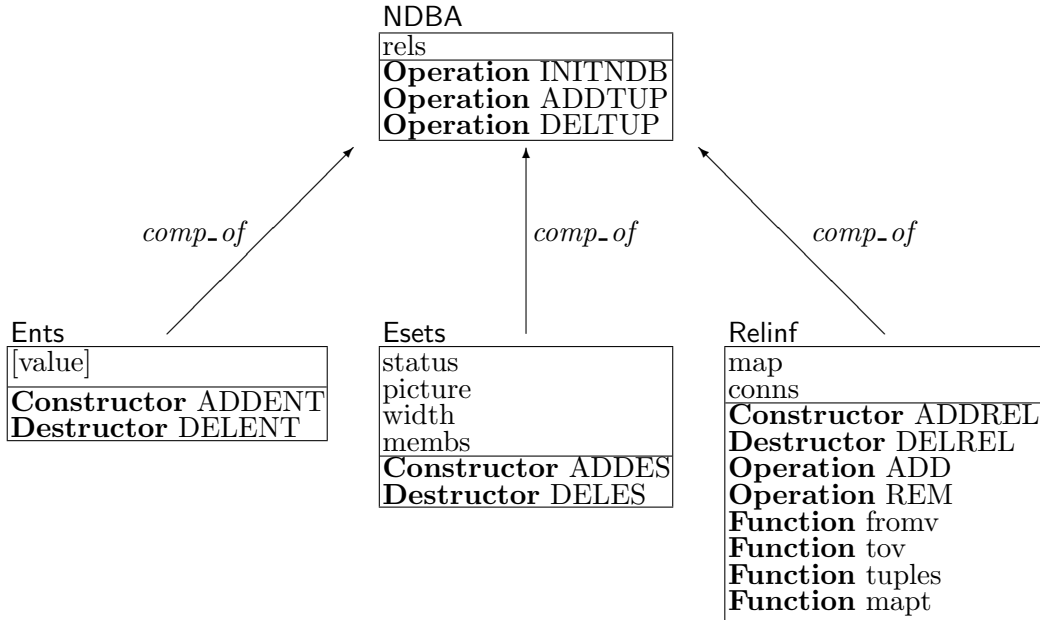 NDBA
rels
Operation INITNDB
Operation ADDTUP
Operation DELTUP
comp_of
comp_of
comp_of
Ents
[value]
Constructor ADDENT
Destructor DELENT
Esets
status
picture
width
membs
Constructor ADDES
Destructor DELES
Relinf
map
conns
Constructor ADDREL
Destructor DELREL
Operation ADD
Operation REM
Function fromv
Function tov
Function tuples
Function mapt